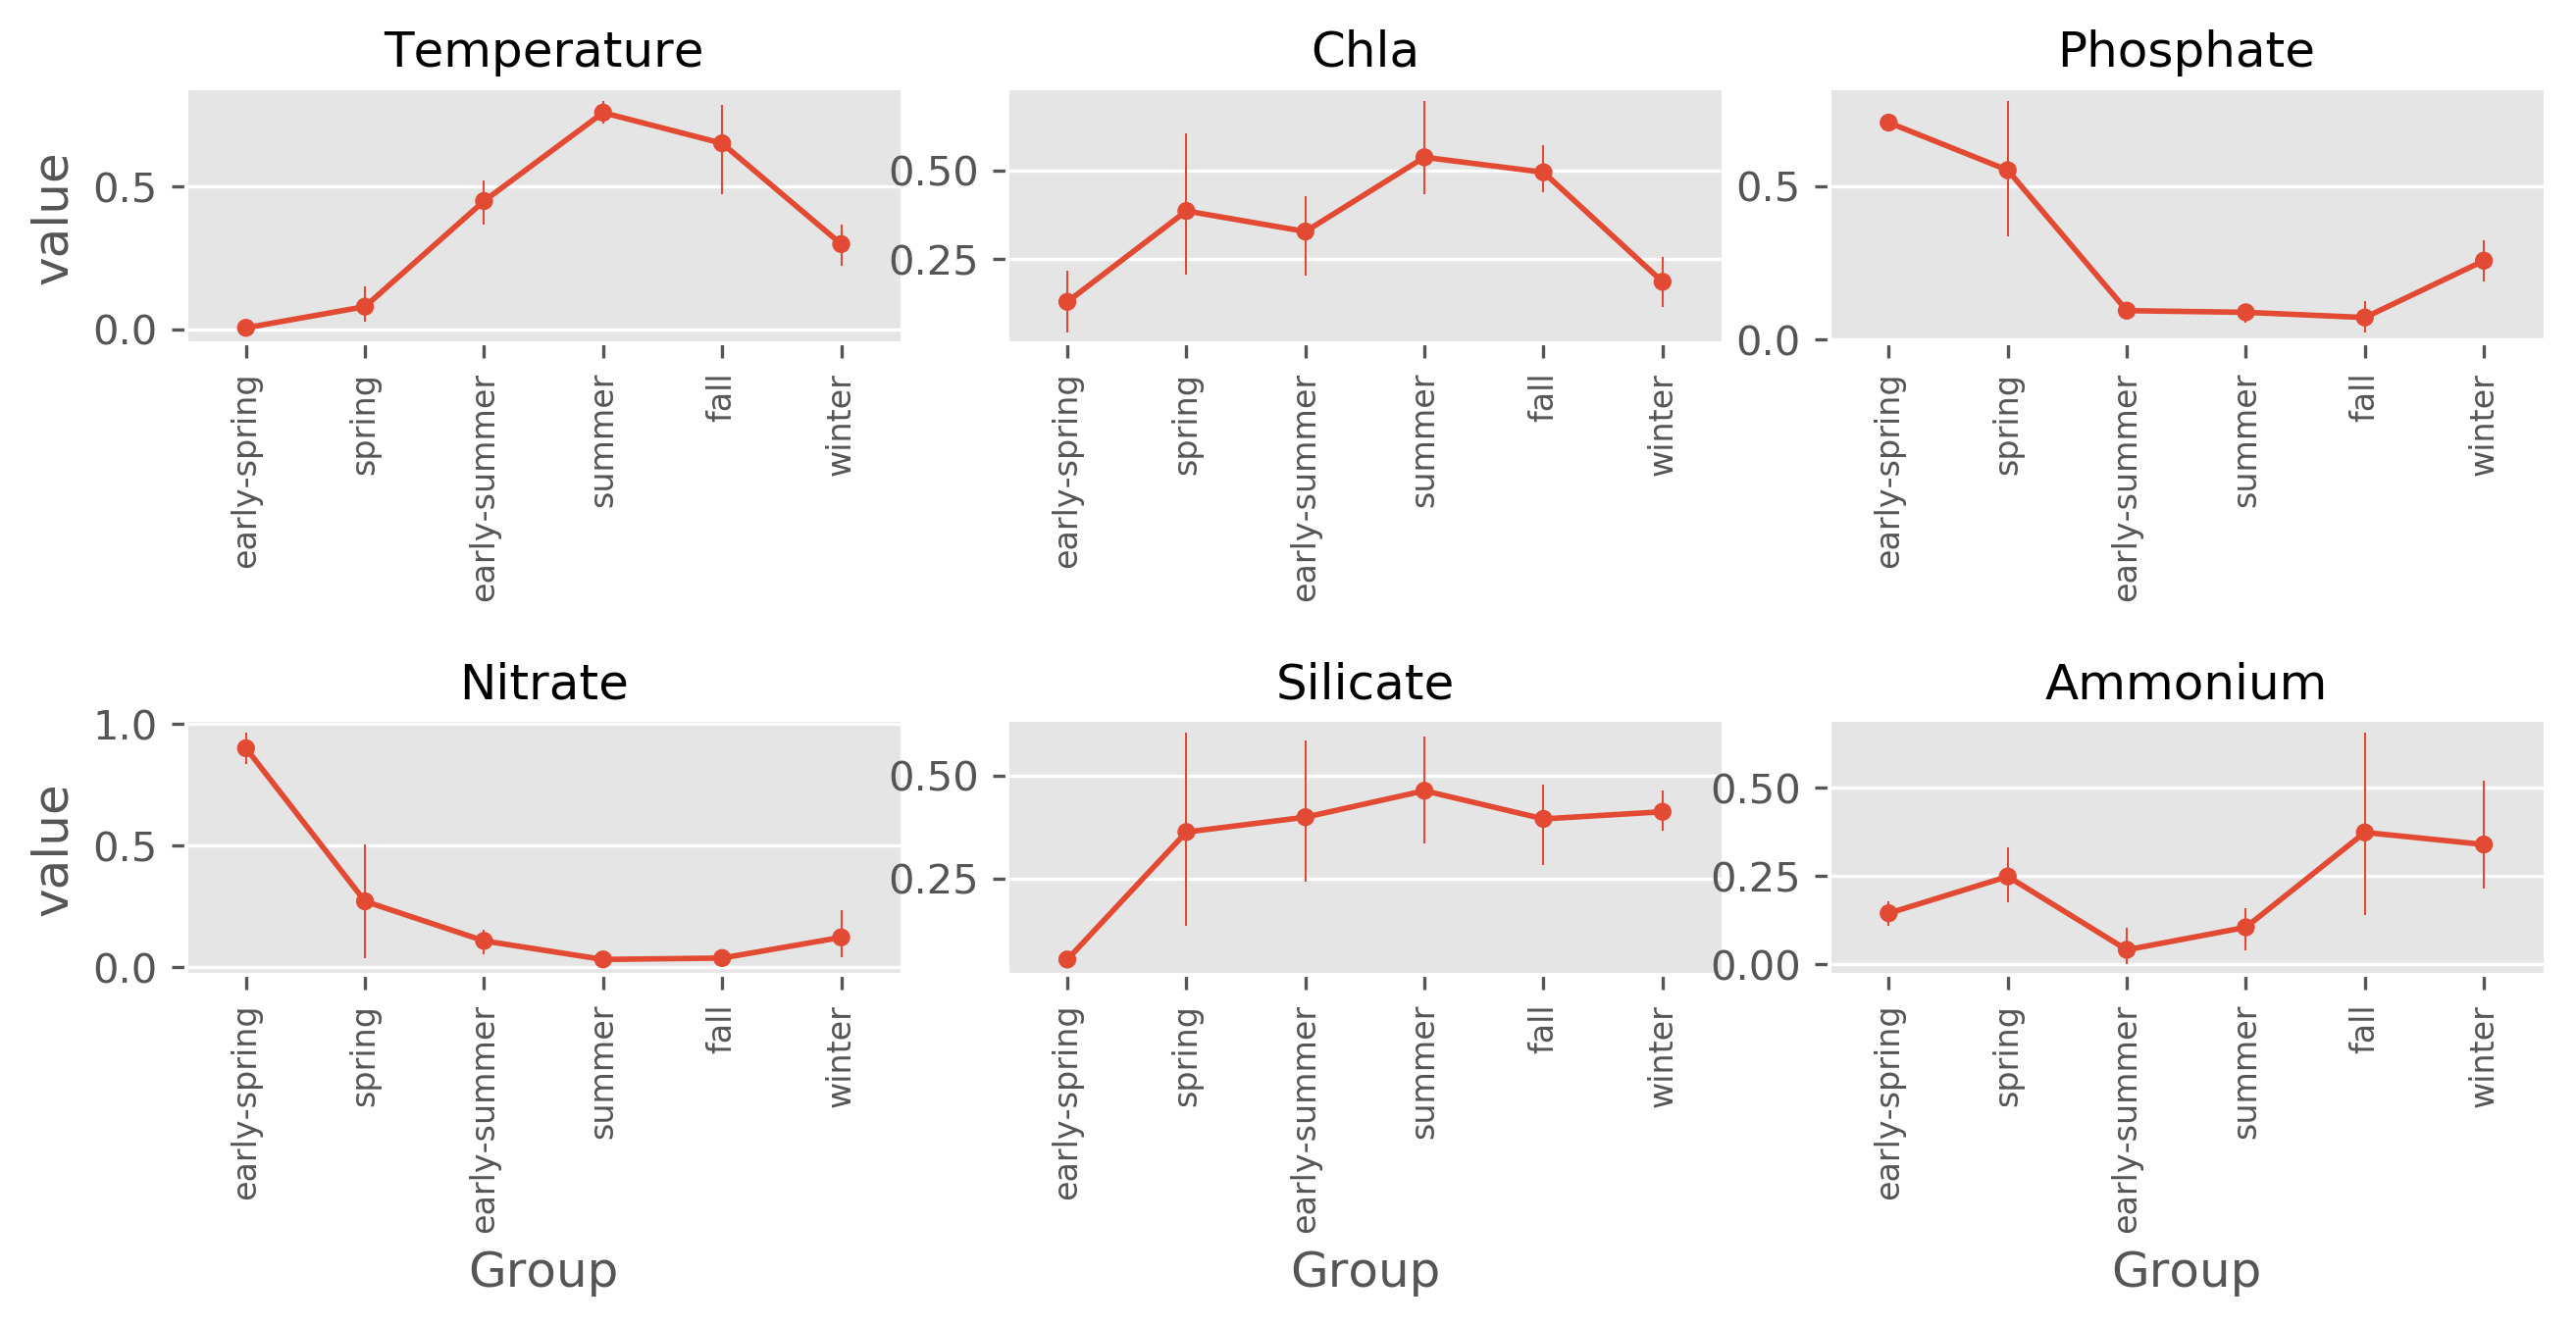 Temperature
Chla
Phosphate
value
0.5
0.0
0.50
0.25
0.5
0.0
early-spring
spring
early-summer
summer
fall
winter
early-spring
spring
early-summer
summer
fall
winter
early-spring
spring
early-summer
summer
fall
winter
Nitrate
Silicate
Ammonium
value
1.0
0.5
0.0
0.50
0.25
0.50
0.25
0.00
early-spring
spring
early-summer
summer
fall
winter
early-spring
spring
early-summer
summer
fall
winter
early-spring
spring
early-summer
summer
fall
winter
Group
Group
Group